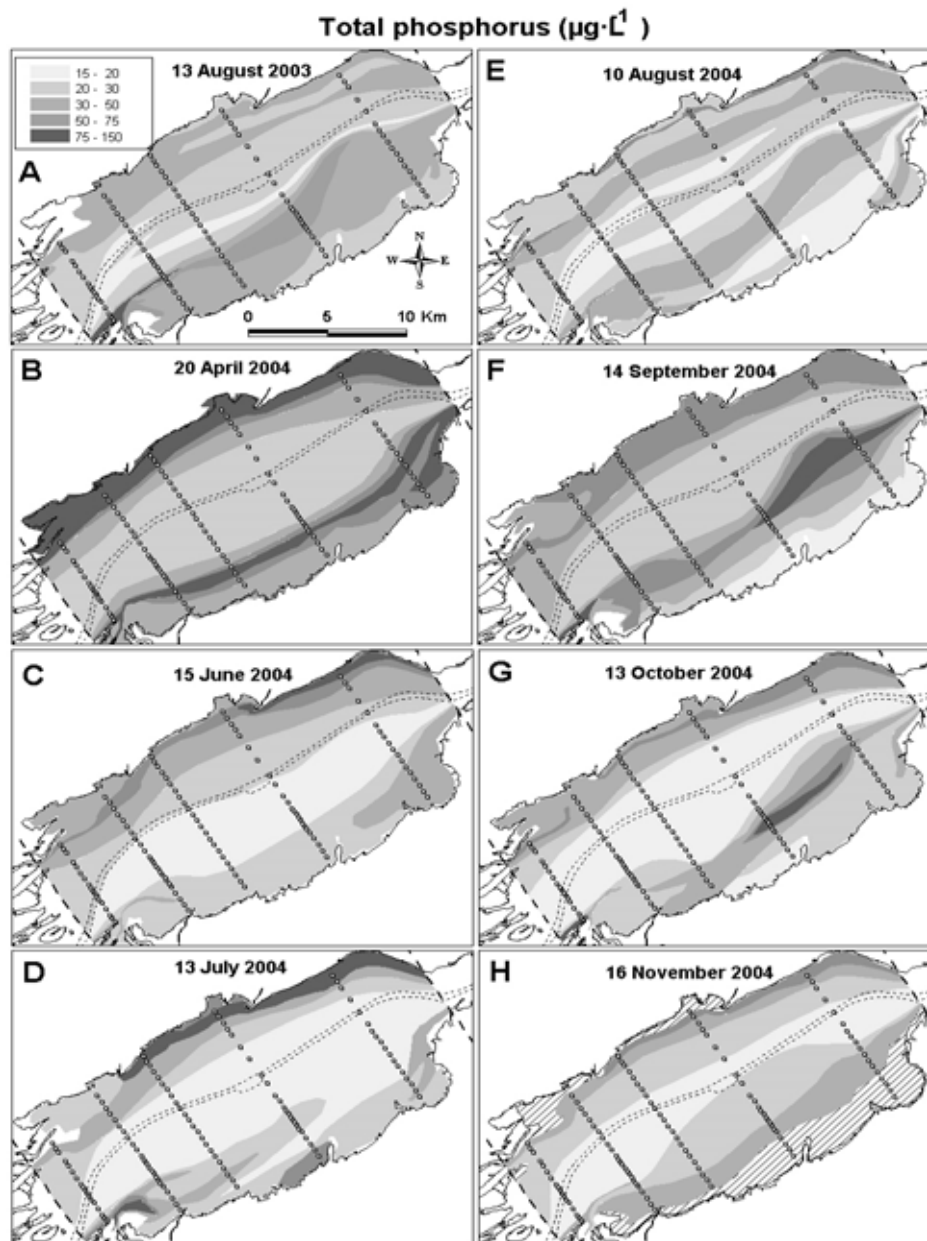 Total phosphorus (µg·L¹)
15 - 20
20 - 30
30 - 50
50 - 75
75 - 150
13 August 2003
A
N
W E
S
0 5 10 Km
E
10 August 2004
B
20 April 2004
F
14 September 2004
C
15 June 2004
G
13 October 2004
D
13 July 2004
H
16 November 2004